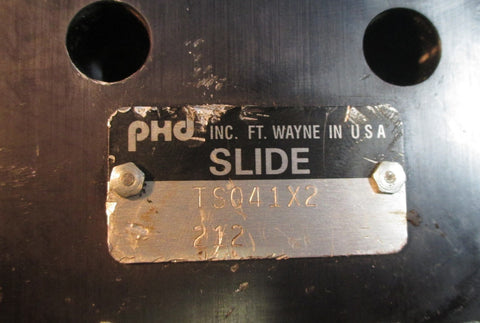 PHD INC. FT. WAYNE IN USA
SLIDE
TSQ41X2
212